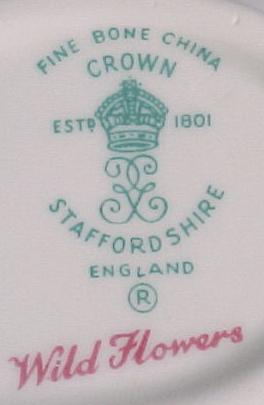 FINE BONE CHINA
CROWN
ESTD 1801
STAFFORDSHIRE
ENGLAND
®
Wild Flowers